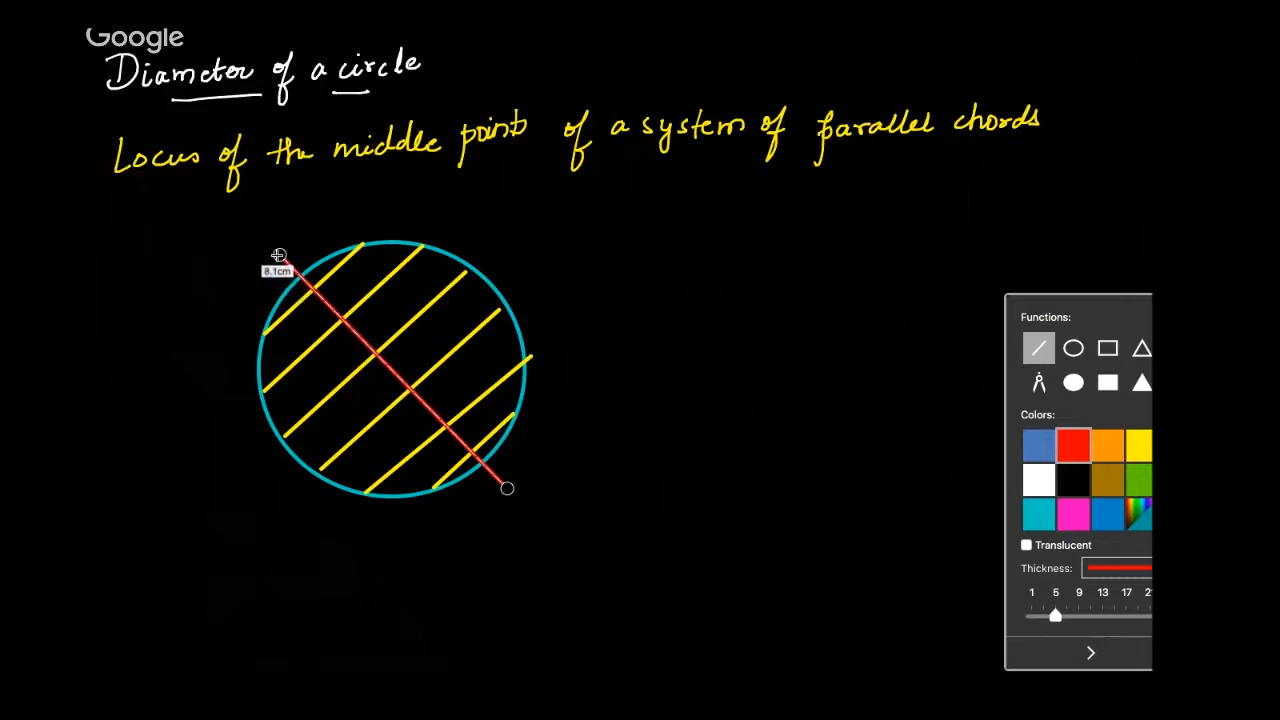 Google
Diameter of a circle
Locus of the middle points of a system of parallel chords
8.1cm
Functions:
Colors:
Translucent
Thickness:
1 5 9 13 17